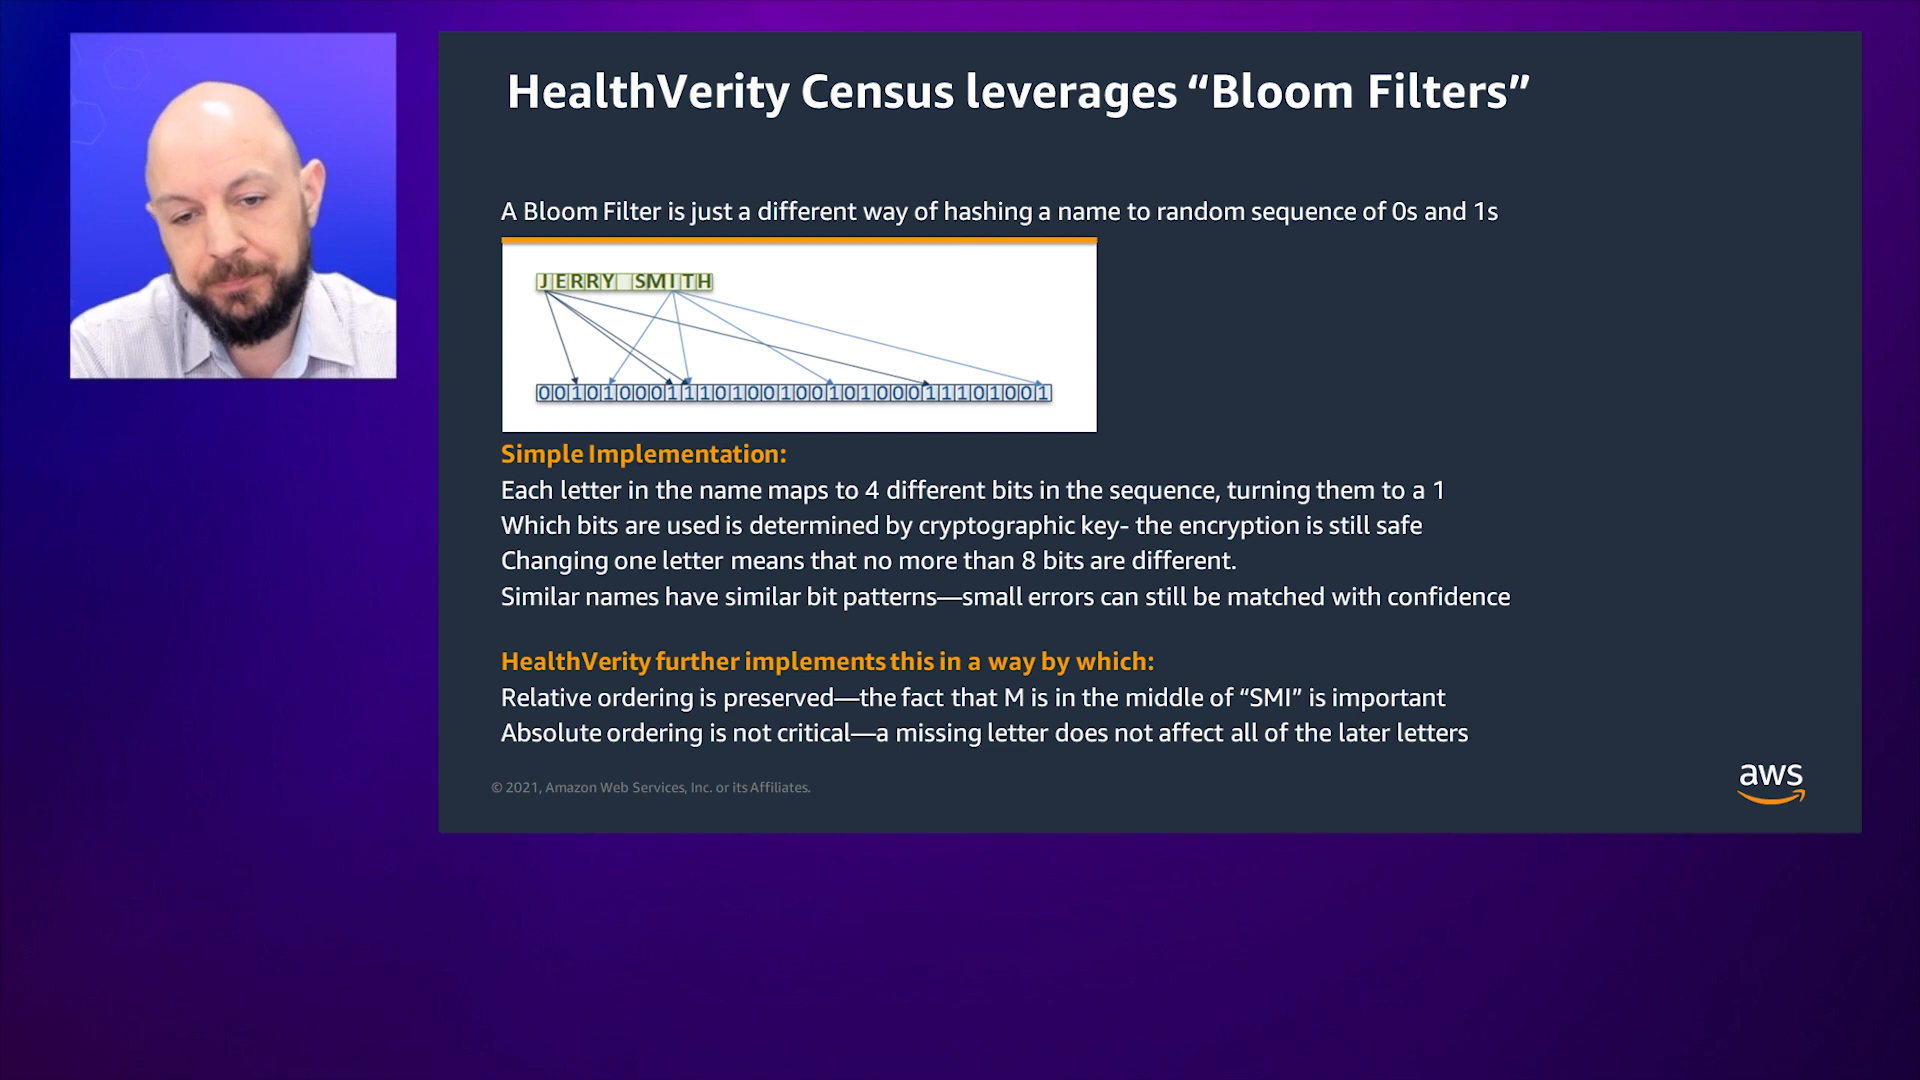 HealthVerity Census leverages “Bloom Filters”
A Bloom Filter is just a different way of hashing a name to random sequence of 0s and 1s
JERRY SMITH
00101000111010010010100011101001
Simple Implementation:
Each letter in the name maps to 4 different bits in the sequence, turning them to a 1
Which bits are used is determined by cryptographic key- the encryption is still safe
Changing one letter means that no more than 8 bits are different.
Similar names have similar bit patterns—small errors can still be matched with confidence
HealthVerity further implements this in a way by which:
Relative ordering is preserved—the fact that M is in the middle of “SMI” is important
Absolute ordering is not critical—a missing letter does not affect all of the later letters
© 2021, Amazon Web Services, Inc. or its Affiliates.
aws